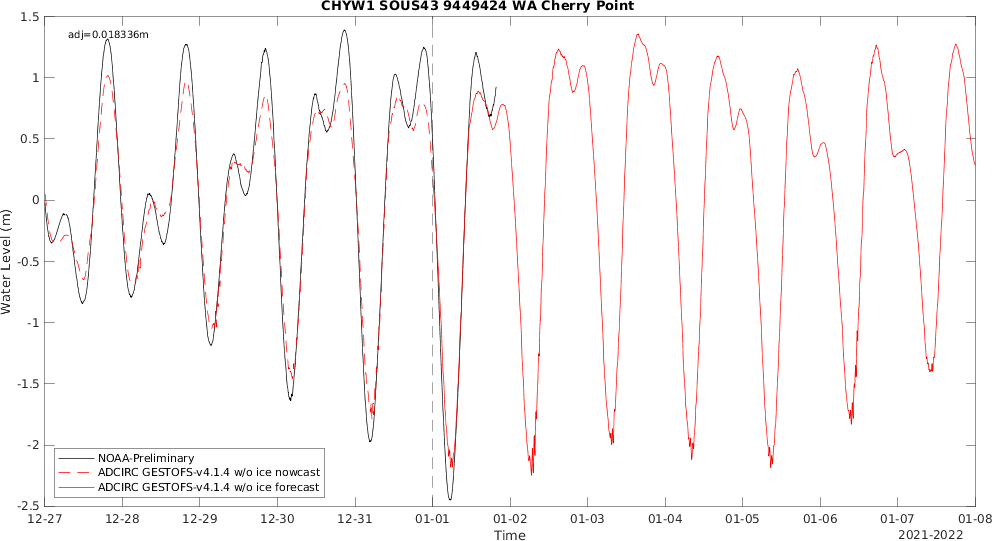 CHYW1 SOUS43 9449424 WA Cherry Point
adj=0.018336m
1.5
1
0.5
0
-0.5
-1
-1.5
-2
-2.5
Water Level (m)
NOAA-Preliminary
ADCIRC GESTOFS-v4.1.4 w/o ice nowcast
ADCIRC GESTOFS-v4.1.4 w/o ice forecast
12-27 12-28 12-29 12-30 12-31 01-01 01-02 01-03 01-04 01-05 01-06 01-07 01-08
Time
2021-2022